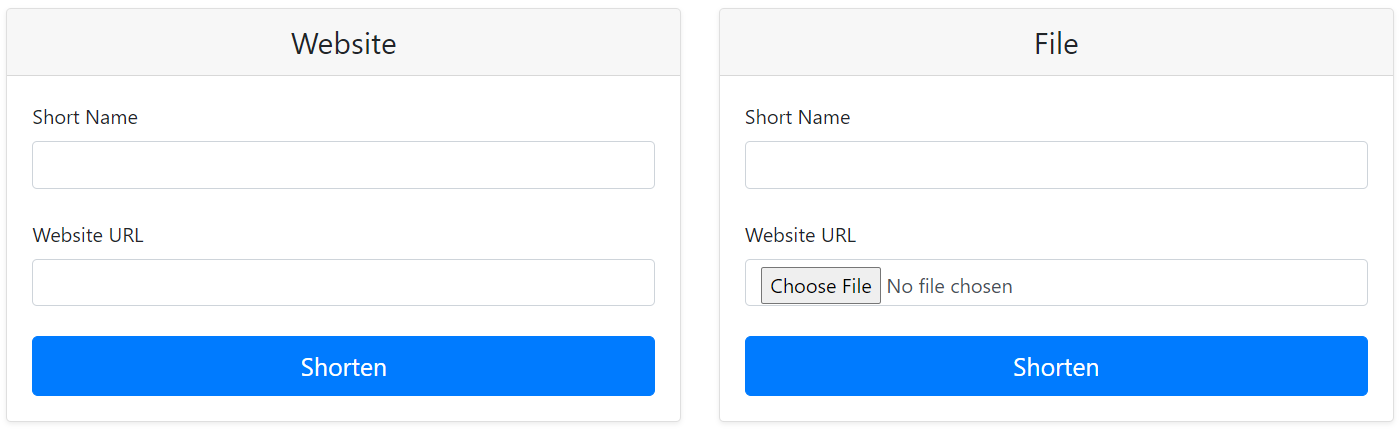 Website
Short Name
Website URL
Shorten
File
Short Name
Website URL
Choose File No file chosen
Shorten